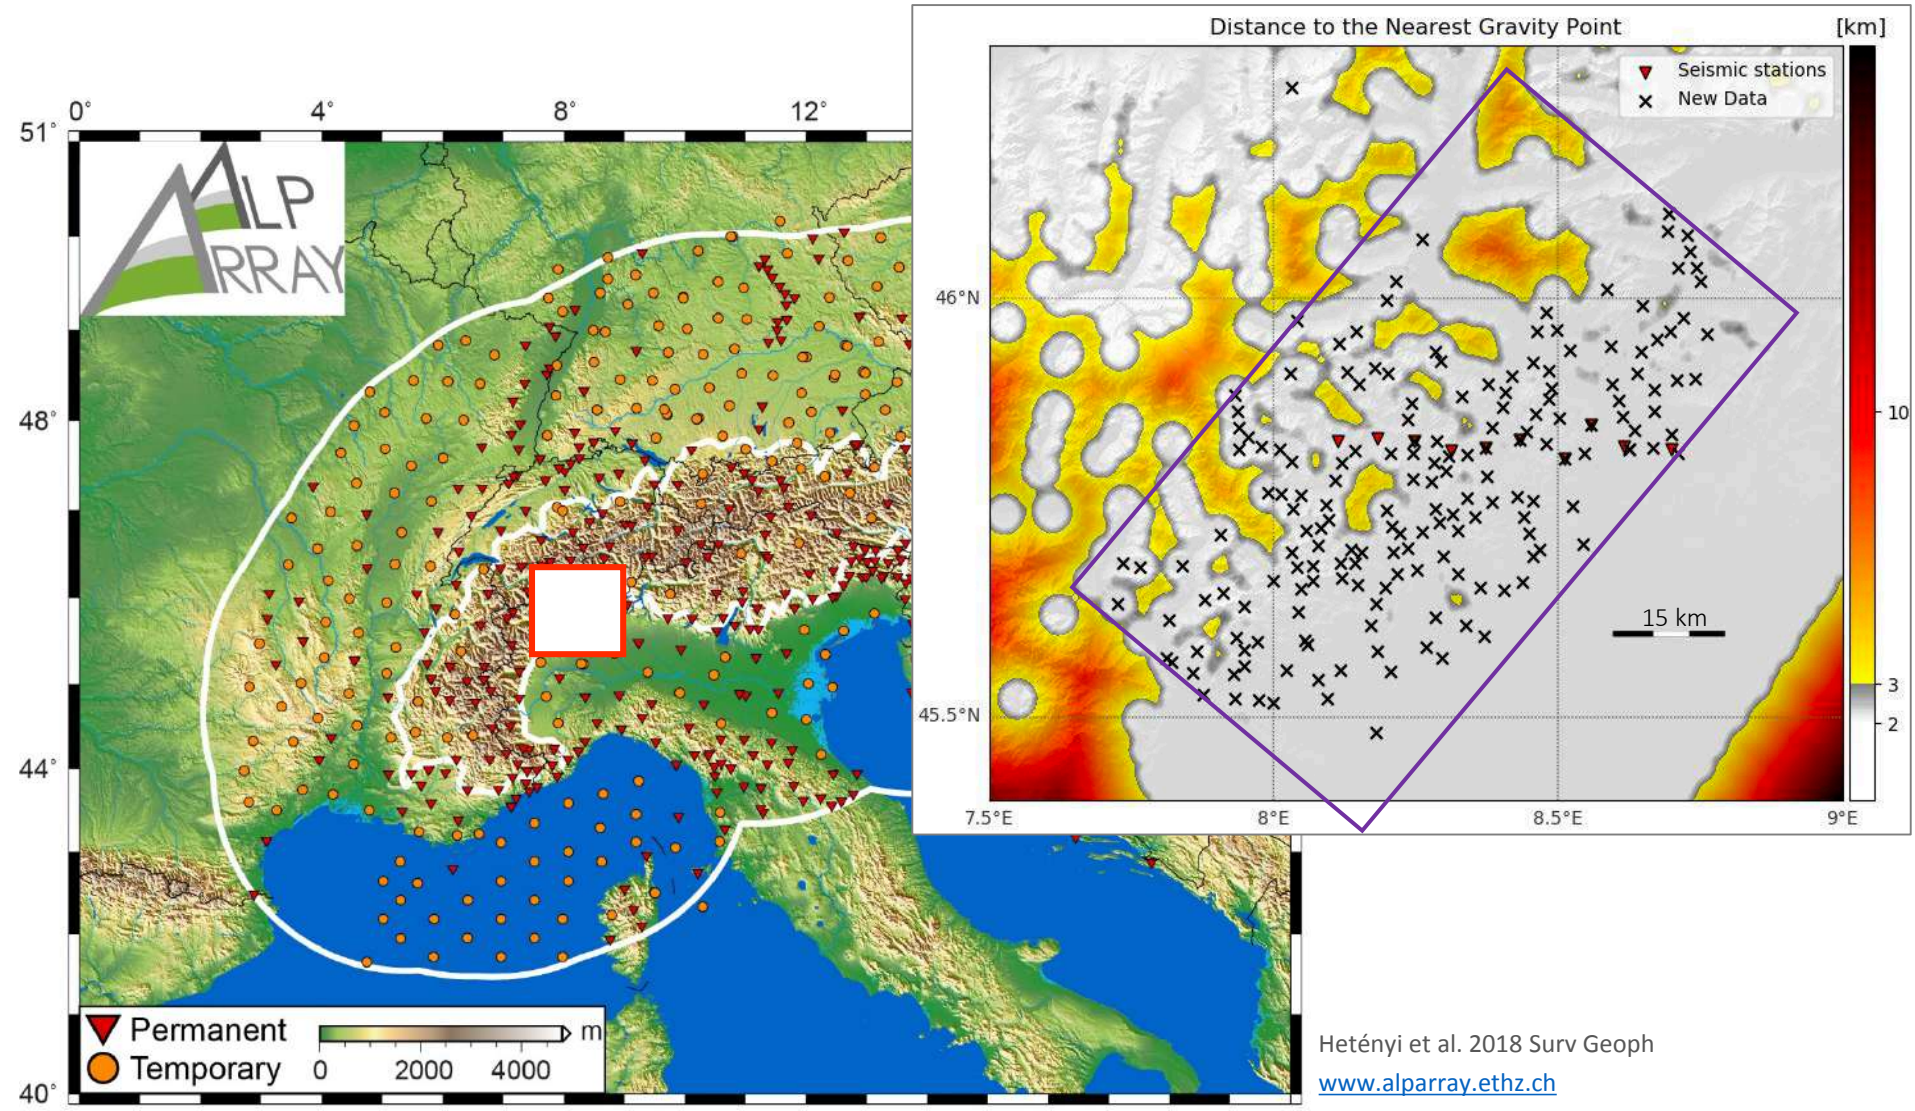 Distance to the Nearest Gravity Point
[km]
Seismic stations
New Data
46°N
45.5°N
15 km
7.5°E 8°E 8.5°E 9°E
10
3
2
0° 4° 8° 12°
51°
48°
44°
40°
ALP
ARRAY
Permanent
Temporary
m
0 2000 4000
Hetényi et al. 2018 Surv Geoph
www.alparray.ethz.ch